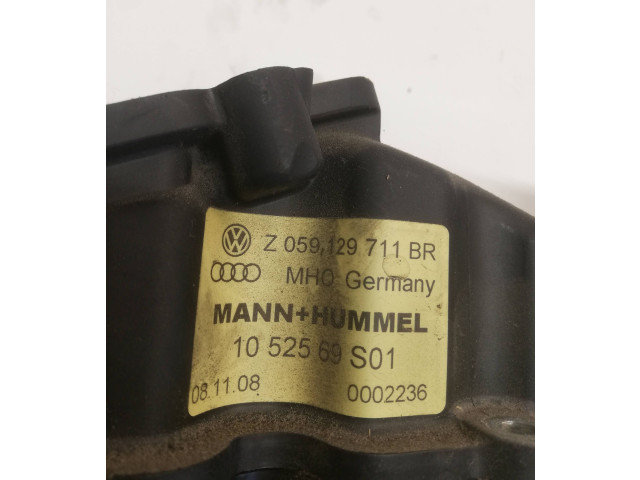 Z 059 129 711 BR
MHO Germany
MANN+HUMMEL
10 525 69 S01
08.11.08 0002236